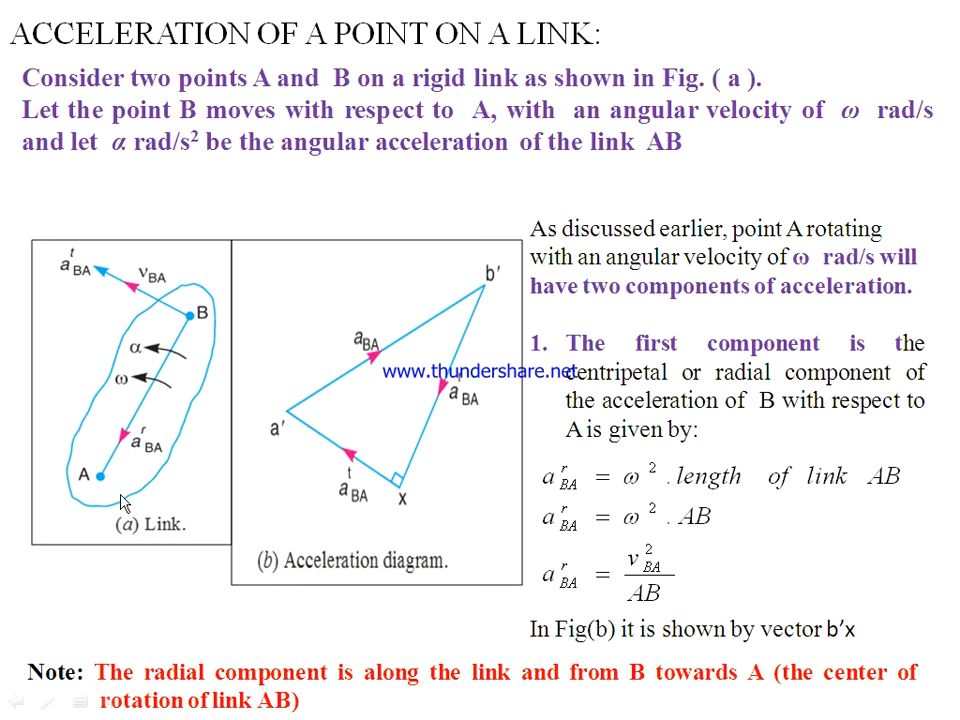 ACCELERATION OF A POINT ON A LINK:
Consider two points A and B on a rigid link as shown in Fig. ( a ).
Let the point B moves with respect to A, with an angular velocity of ω rad/s
and let α rad/s² be the angular acceleration of the link AB
a^t_BA
v_BA
B
α
ω
a^r_BA
A
(a) Link.
b'
a_BA
a^r_BA
a'
a^t_BA
x
(b) Acceleration diagram.
www.thundershare.net
As discussed earlier, point A rotating
with an angular velocity of ω rad/s will
have two components of acceleration.
1. The first component is the
centripetal or radial component of
the acceleration of B with respect to
A is given by:
a^r_BA = ω² . length of link AB
a^r_BA = ω² . AB
a^r_BA = v²_BA / AB
In Fig(b) it is shown by vector b'x
Note: The radial component is along the link and from B towards A (the center of
rotation of link AB)